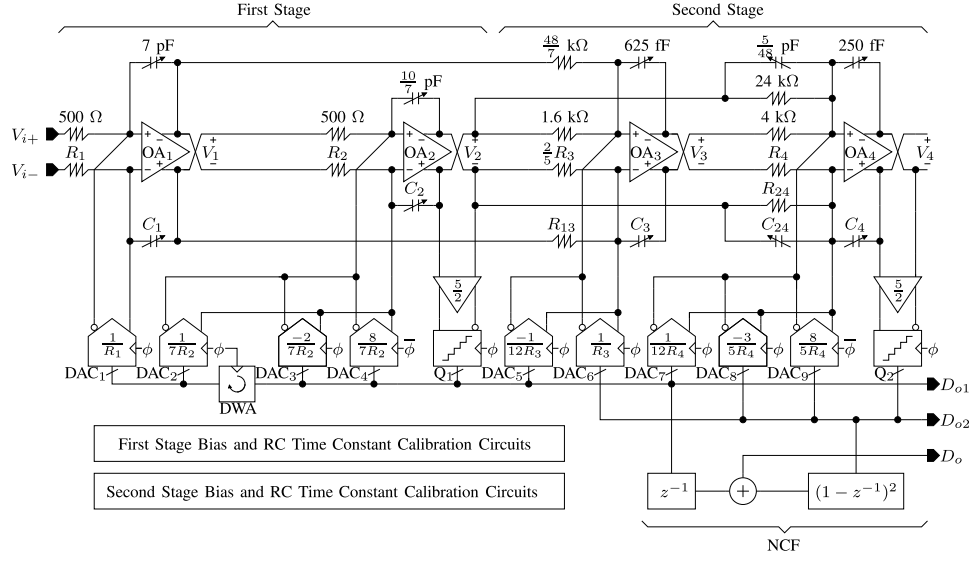 First Stage Second Stage
7 pF 48/7 kΩ 625 fF 5/48 pF 250 fF
10/7 pF 24 kΩ
500 Ω 500 Ω 1.6 kΩ 4 kΩ
V_i+ + − + − + − + −
OA_1 V_1 OA_2 V_2 OA_3 V_3 OA_4 V_4
V_i− R_1 R_2 2/5 R_3 R_4
C_2 R_24
C_1 R_13 C_3 C_24 C_4
5/2 5/2
1/R_1 ϕ 1/7R_2 ϕ −2/7R_2 ϕ 8/7R_2 ϕ̅ ϕ −1/12R_3 ϕ 1/R_3 ϕ 1/12R_4 ϕ −3/5R_4 ϕ 8/5R_4 ϕ̅ ϕ
DAC_1 DAC_2 DAC_3 DAC_4 Q_1 DAC_5 DAC_6 DAC_7 DAC_8 DAC_9 Q_2
D_o1
DWA
D_o2
First Stage Bias and RC Time Constant Calibration Circuits
D_o
Second Stage Bias and RC Time Constant Calibration Circuits
z^−1 + (1 − z^−1)^2
NCF